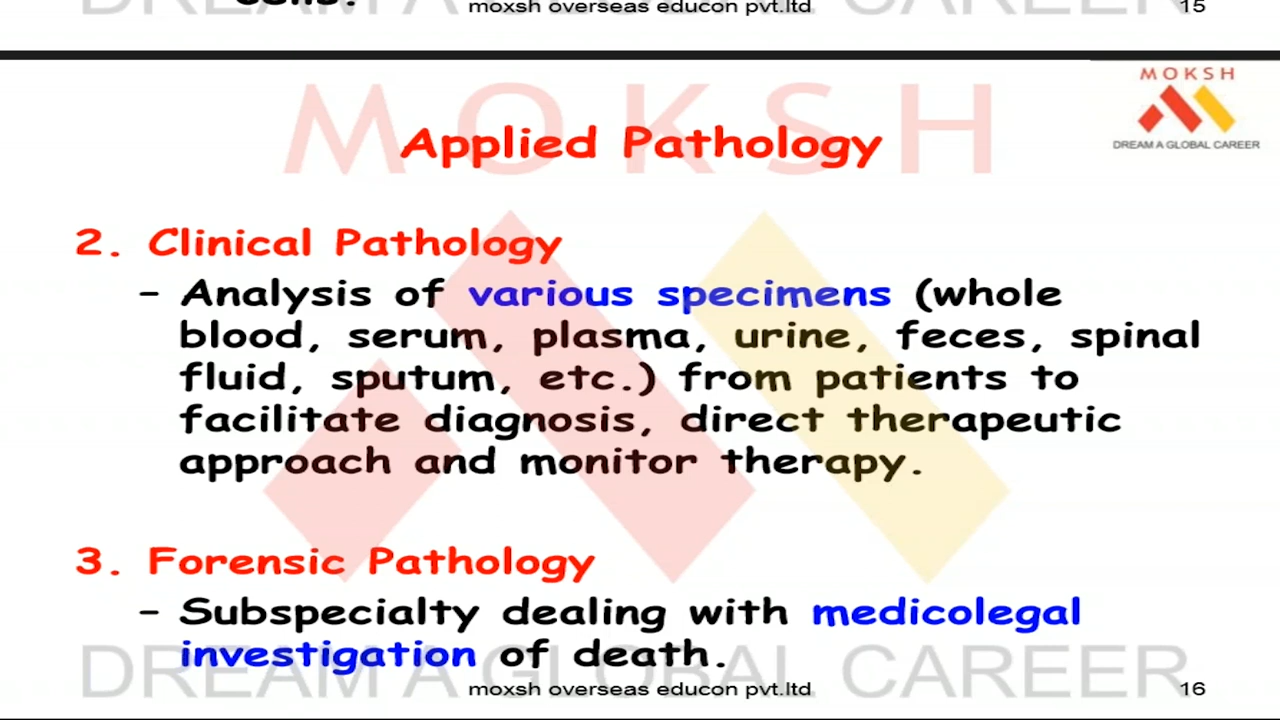 cells.
moxsh overseas educon pvt.ltd
15
MOKSH
DREAM A GLOBAL CAREER
MOKSH
Applied Pathology
2. Clinical Pathology
– Analysis of various specimens (whole
blood, serum, plasma, urine, feces, spinal
fluid, sputum, etc.) from patients to
facilitate diagnosis, direct therapeutic
approach and monitor therapy.
3. Forensic Pathology
– Subspecialty dealing with medicolegal
investigation of death.
DREAM A GLOBAL CAREER
moxsh overseas educon pvt.ltd
16